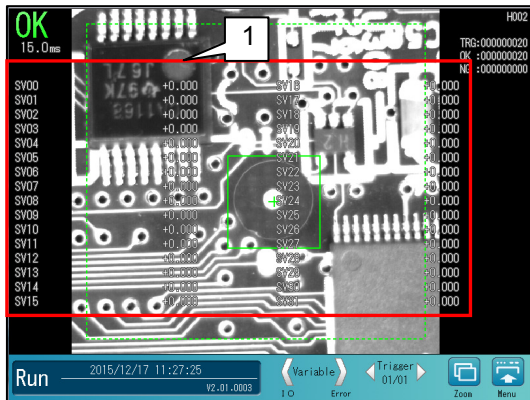 OK
15.0ms
1
H002
TRG:000000020
OK :000000020
NG :000000000
J67L
97K
1168
SV00 +0.000 SV16 +0.000
SV01 +0.000 SV17 +0.000
SV02 +0.000 SV18 +0.000
SV03 +0.000 SV19 +0.000
SV04 +0.000 SV20 +0.000
SV05 +0.000 SV21 +0.000
SV06 +0.000 SV22 +0.000
SV07 +0.000 SV23 +0.000
SV08 +0.000 SV24 +0.000
SV09 +0.000 SV25 +0.000
SV10 +0.000 SV26 +0.000
SV11 +0.000 SV27 +0.000
SV12 +0.000 SV28 +0.000
SV13 +0.000 SV29 +0.000
SV14 +0.000 SV30 +0.000
SV15 +0.000 SV31 +0.000
Run
2015/12/17 11:27:25
V2.01.0003
Variable
IO Error
Trigger
01/01
Zoom
Menu